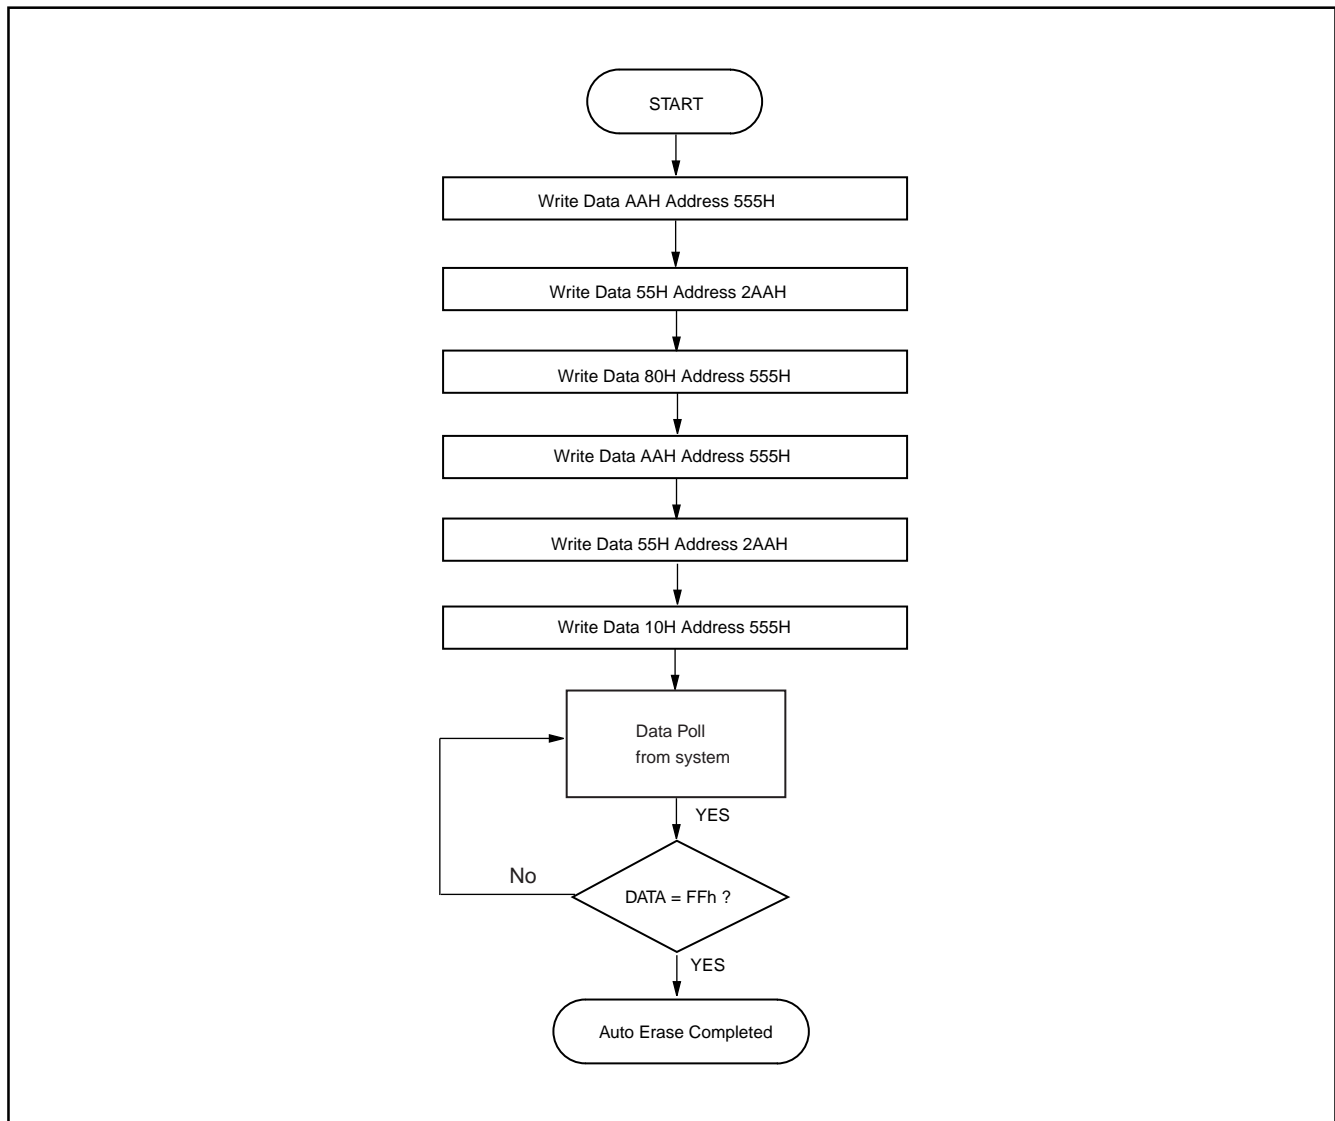 START
Write Data AAH Address 555H
Write Data 55H Address 2AAH
Write Data 80H Address 555H
Write Data AAH Address 555H
Write Data 55H Address 2AAH
Write Data 10H Address 555H
Data Poll
from system
YES
No
DATA = FFh ?
YES
Auto Erase Completed